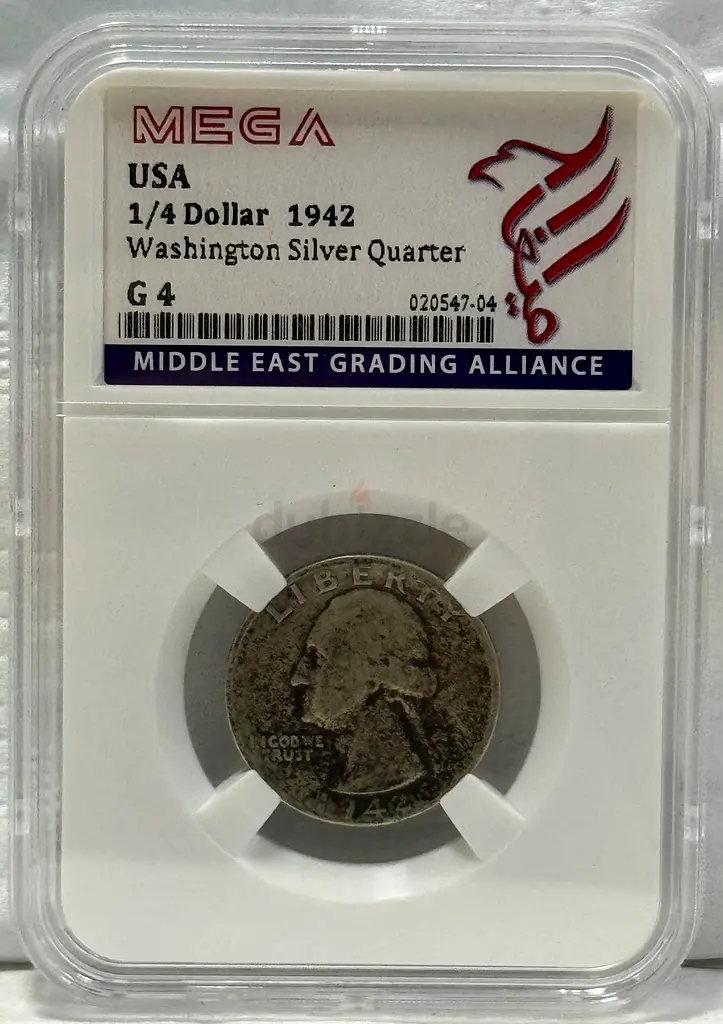 MEGA
USA
1/4 Dollar 1942
Washington Silver Quarter
G 4
020547-04
MIDDLE EAST GRADING ALLIANCE
dubizzle
LIBERTY
IN GOD WE
TRUST